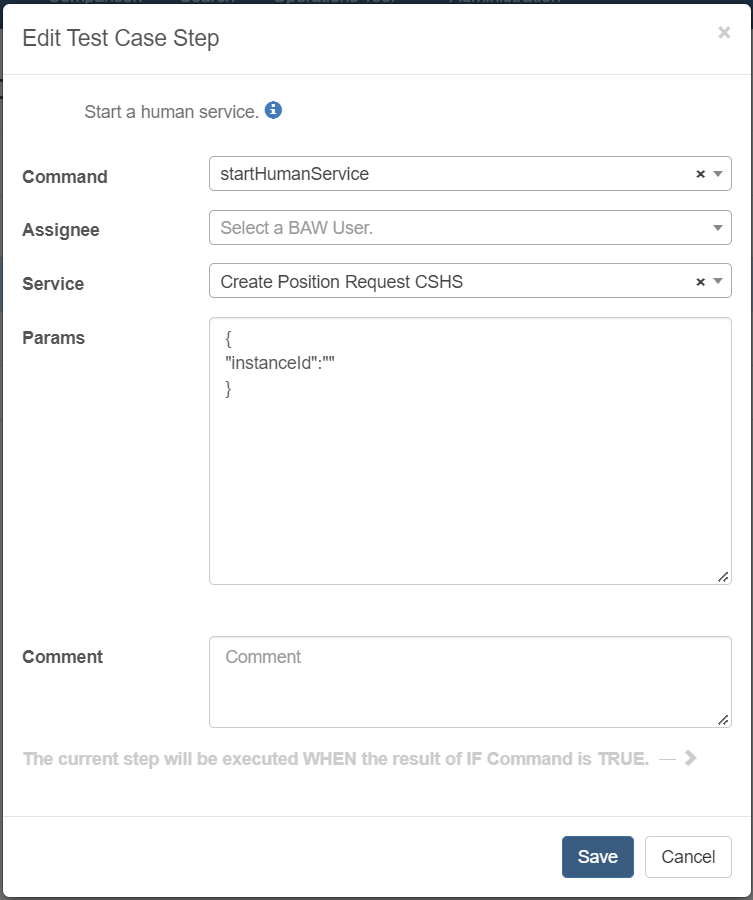 Edit Test Case Step ×
Start a human service.
Command startHumanService ×
Assignee Select a BAW User.
Service Create Position Request CSHS ×
Params {
"instanceId":""
}
Comment Comment
The current step will be executed WHEN the result of IF Command is TRUE.
Save Cancel